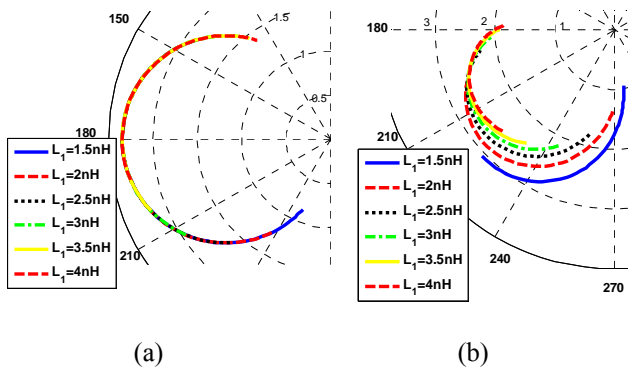 150
1.5
1
0.5
180
210
L1=1.5nH
L1=2nH
L1=2.5nH
L1=3nH
L1=3.5nH
L1=4nH
(a)
180
3
2
1
210
240
270
L1=1.5nH
L1=2nH
L1=2.5nH
L1=3nH
L1=3.5nH
L1=4nH
(b)